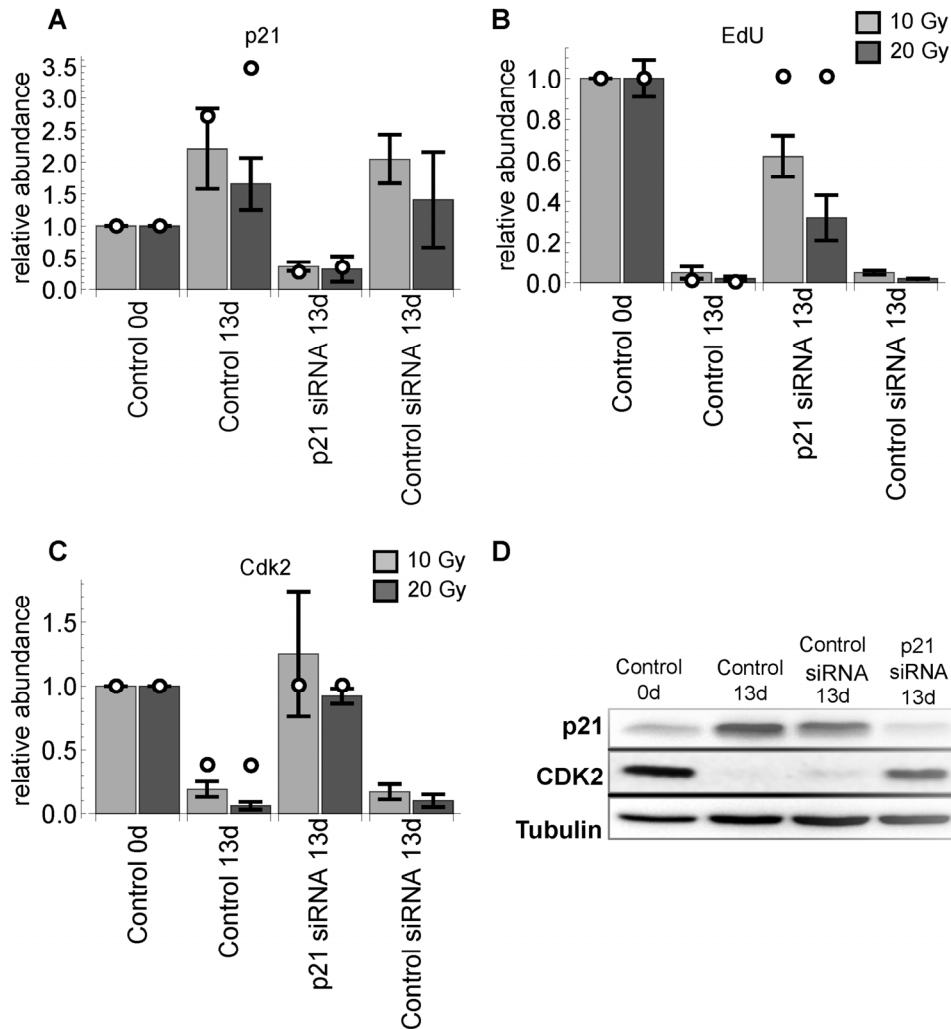 A
p21
relative abundance
3.5
3.0
2.5
2.0
1.5
1.0
0.5
0.0
Control 0d
Control 13d
p21 siRNA 13d
Control siRNA 13d
B
EdU
10 Gy
20 Gy
relative abundance
1.0
0.8
0.6
0.4
0.2
0.0
Control 0d
Control 13d
p21 siRNA 13d
Control siRNA 13d
C
Cdk2
10 Gy
20 Gy
relative abundance
1.5
1.0
0.5
0.0
Control 0d
Control 13d
p21 siRNA 13d
Control siRNA 13d
D
Control
0d
Control
13d
Control
siRNA
13d
p21
siRNA
13d
p21
CDK2
Tubulin